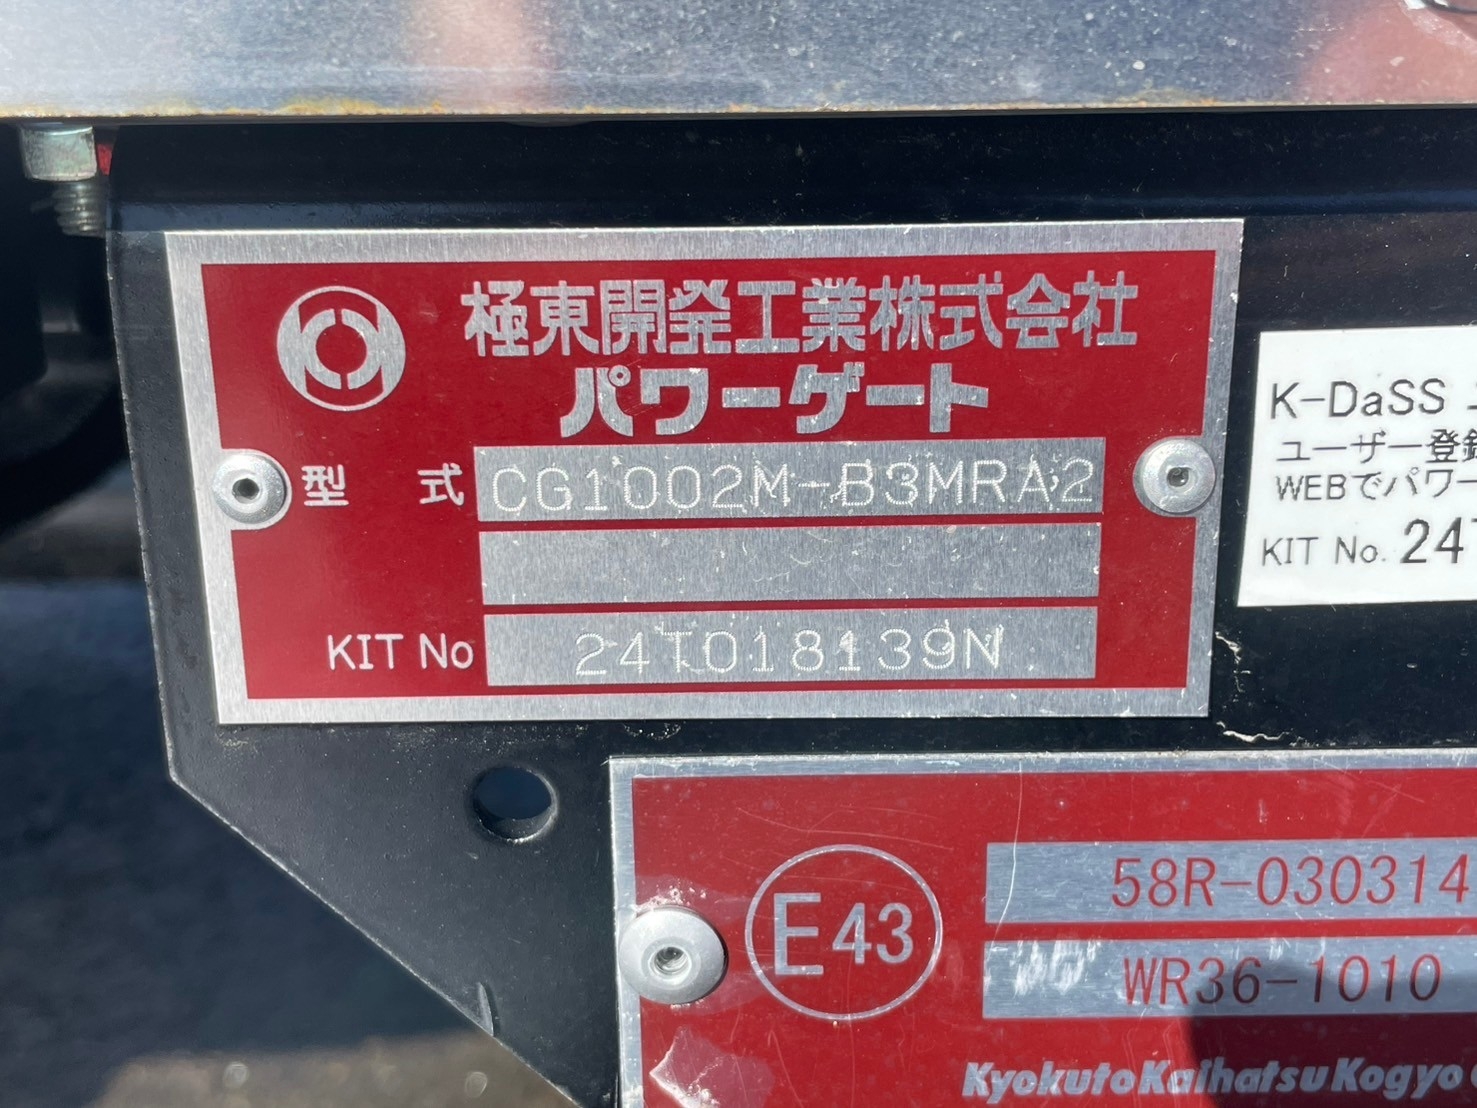 極東開発工業株式会社
パワーゲート
型 式 CG1002M-B3MRA2
KIT No 24T018139N
K-DaSS
ユーザー登録
WEBでパワー
KIT No. 24T
E43
58R-030314
WR36-1010
Kyokuto Kaihatsu Kogyo